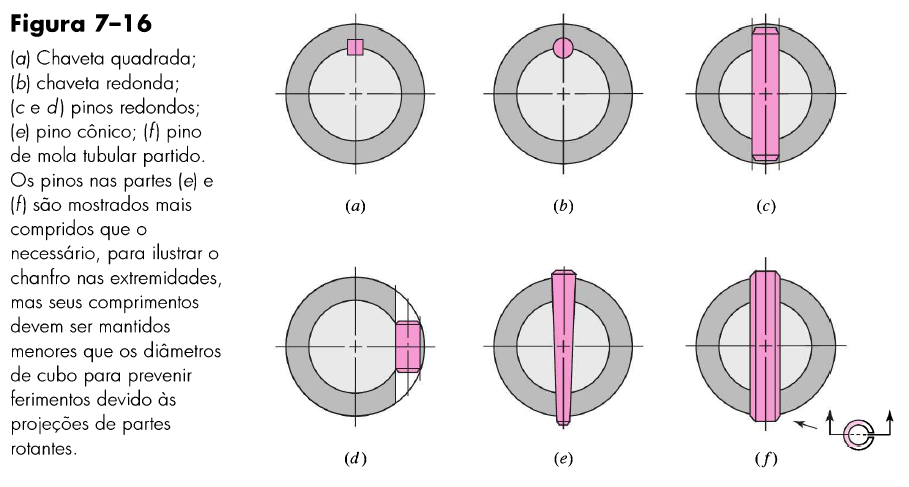 Figura 7–16
(a) Chaveta quadrada;
(b) chaveta redonda;
(c e d) pinos redondos;
(e) pino cônico; (f) pino
de mola tubular partido.
Os pinos nas partes (e) e
(f) são mostrados mais
compridos que o
necessário, para ilustrar o
chanfro nas extremidades,
mas seus comprimentos
devem ser mantidos
menores que os diâmetros
de cubo para prevenir
ferimentos devido às
projeções de partes
rotantes.
(a)
(b)
(c)
(d)
(e)
(f)